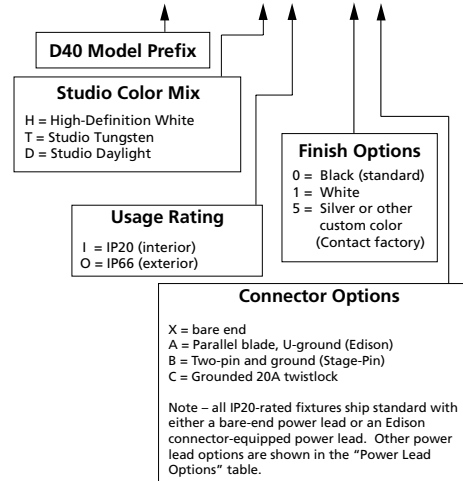 D40 Model Prefix
Studio Color Mix
H = High-Definition White
T = Studio Tungsten
D = Studio Daylight
Usage Rating
I = IP20 (interior)
O = IP66 (exterior)
Finish Options
0 = Black (standard)
1 = White
5 = Silver or other
custom color
(Contact factory)
Connector Options
X = bare end
A = Parallel blade, U-ground (Edison)
B = Two-pin and ground (Stage-Pin)
C = Grounded 20A twistlock
Note – all IP20-rated fixtures ship standard with
either a bare-end power lead or an Edison
connector-equipped power lead.  Other power
lead options are shown in the “Power Lead
Options” table.